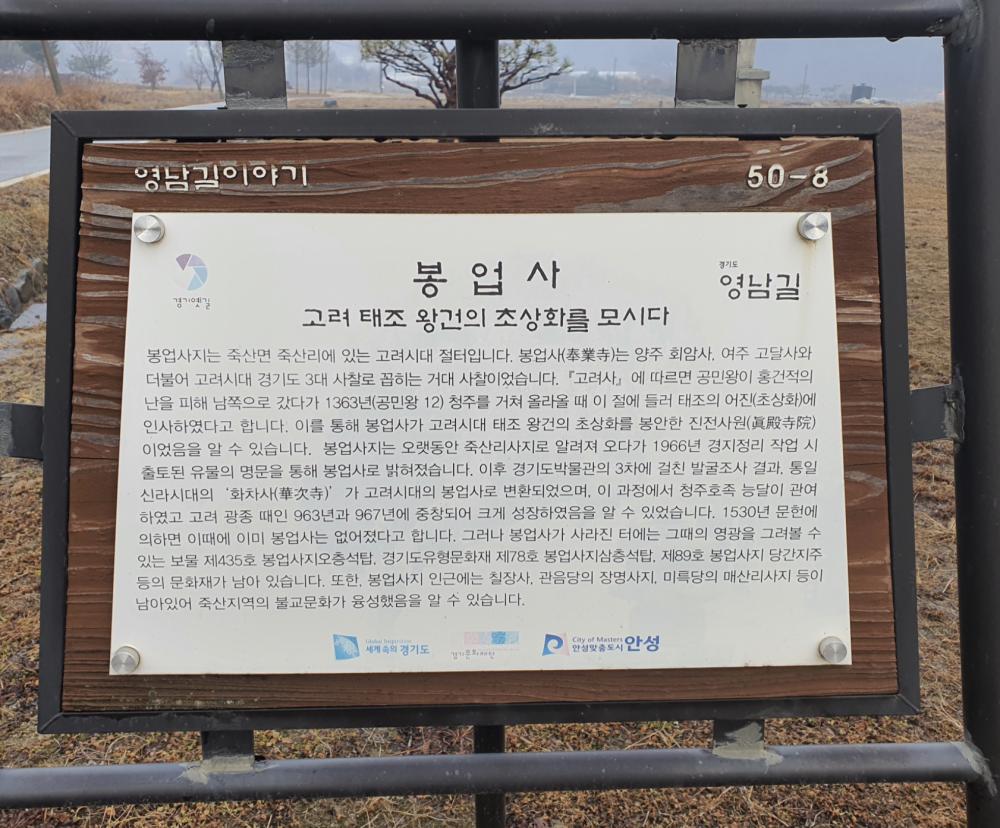 영남길이야기
50-8
경기옛길
봉업사
경기도
영남길
고려 태조 왕건의 초상화를 모시다
봉업사지는 죽산면 죽산리에 있는 고려시대 절터입니다. 봉업사(奉業寺)는 양주 회암사, 여주 고달사와
더불어 고려시대 경기도 3대 사찰로 꼽히는 거대 사찰이었습니다. 『고려사』에 따르면 공민왕이 홍건적의
난을 피해 남쪽으로 갔다가 1363년(공민왕 12) 청주를 거쳐 올라올 때 이 절에 들러 태조의 어진(초상화)에
인사하였다고 합니다. 이를 통해 봉업사가 고려시대 태조 왕건의 초상화를 봉안한 진전사원(眞殿寺院)
이었음을 알 수 있습니다. 봉업사지는 오랫동안 죽산리사지로 알려져 오다가 1966년 경지정리 작업 시
출토된 유물의 명문을 통해 봉업사로 밝혀졌습니다. 이후 경기도박물관의 3차에 걸친 발굴조사 결과, 통일
신라시대의 ‘화차사(華次寺)’가 고려시대의 봉업사로 변환되었으며, 이 과정에서 청주호족 능달이 관여
하였고 고려 광종 때인 963년과 967년에 중창되어 크게 성장하였음을 알 수 있었습니다. 1530년 문헌에
의하면 이때에 이미 봉업사는 없어졌다고 합니다. 그러나 봉업사가 사라진 터에는 그때의 영광을 그려볼 수
있는 보물 제435호 봉업사지오층석탑, 경기도유형문화재 제78호 봉업사지삼층석탑, 제89호 봉업사지 당간지주
등의 문화재가 남아 있습니다. 또한, 봉업사지 인근에는 칠장사, 관음당의 장명사지, 미륵당의 매산리사지 등이
남아있어 죽산지역의 불교문화가 융성했음을 알 수 있습니다.
Global Inspiration
세계 속의 경기도
경기문화재단
City of Masters
안성맞춤도시 안성